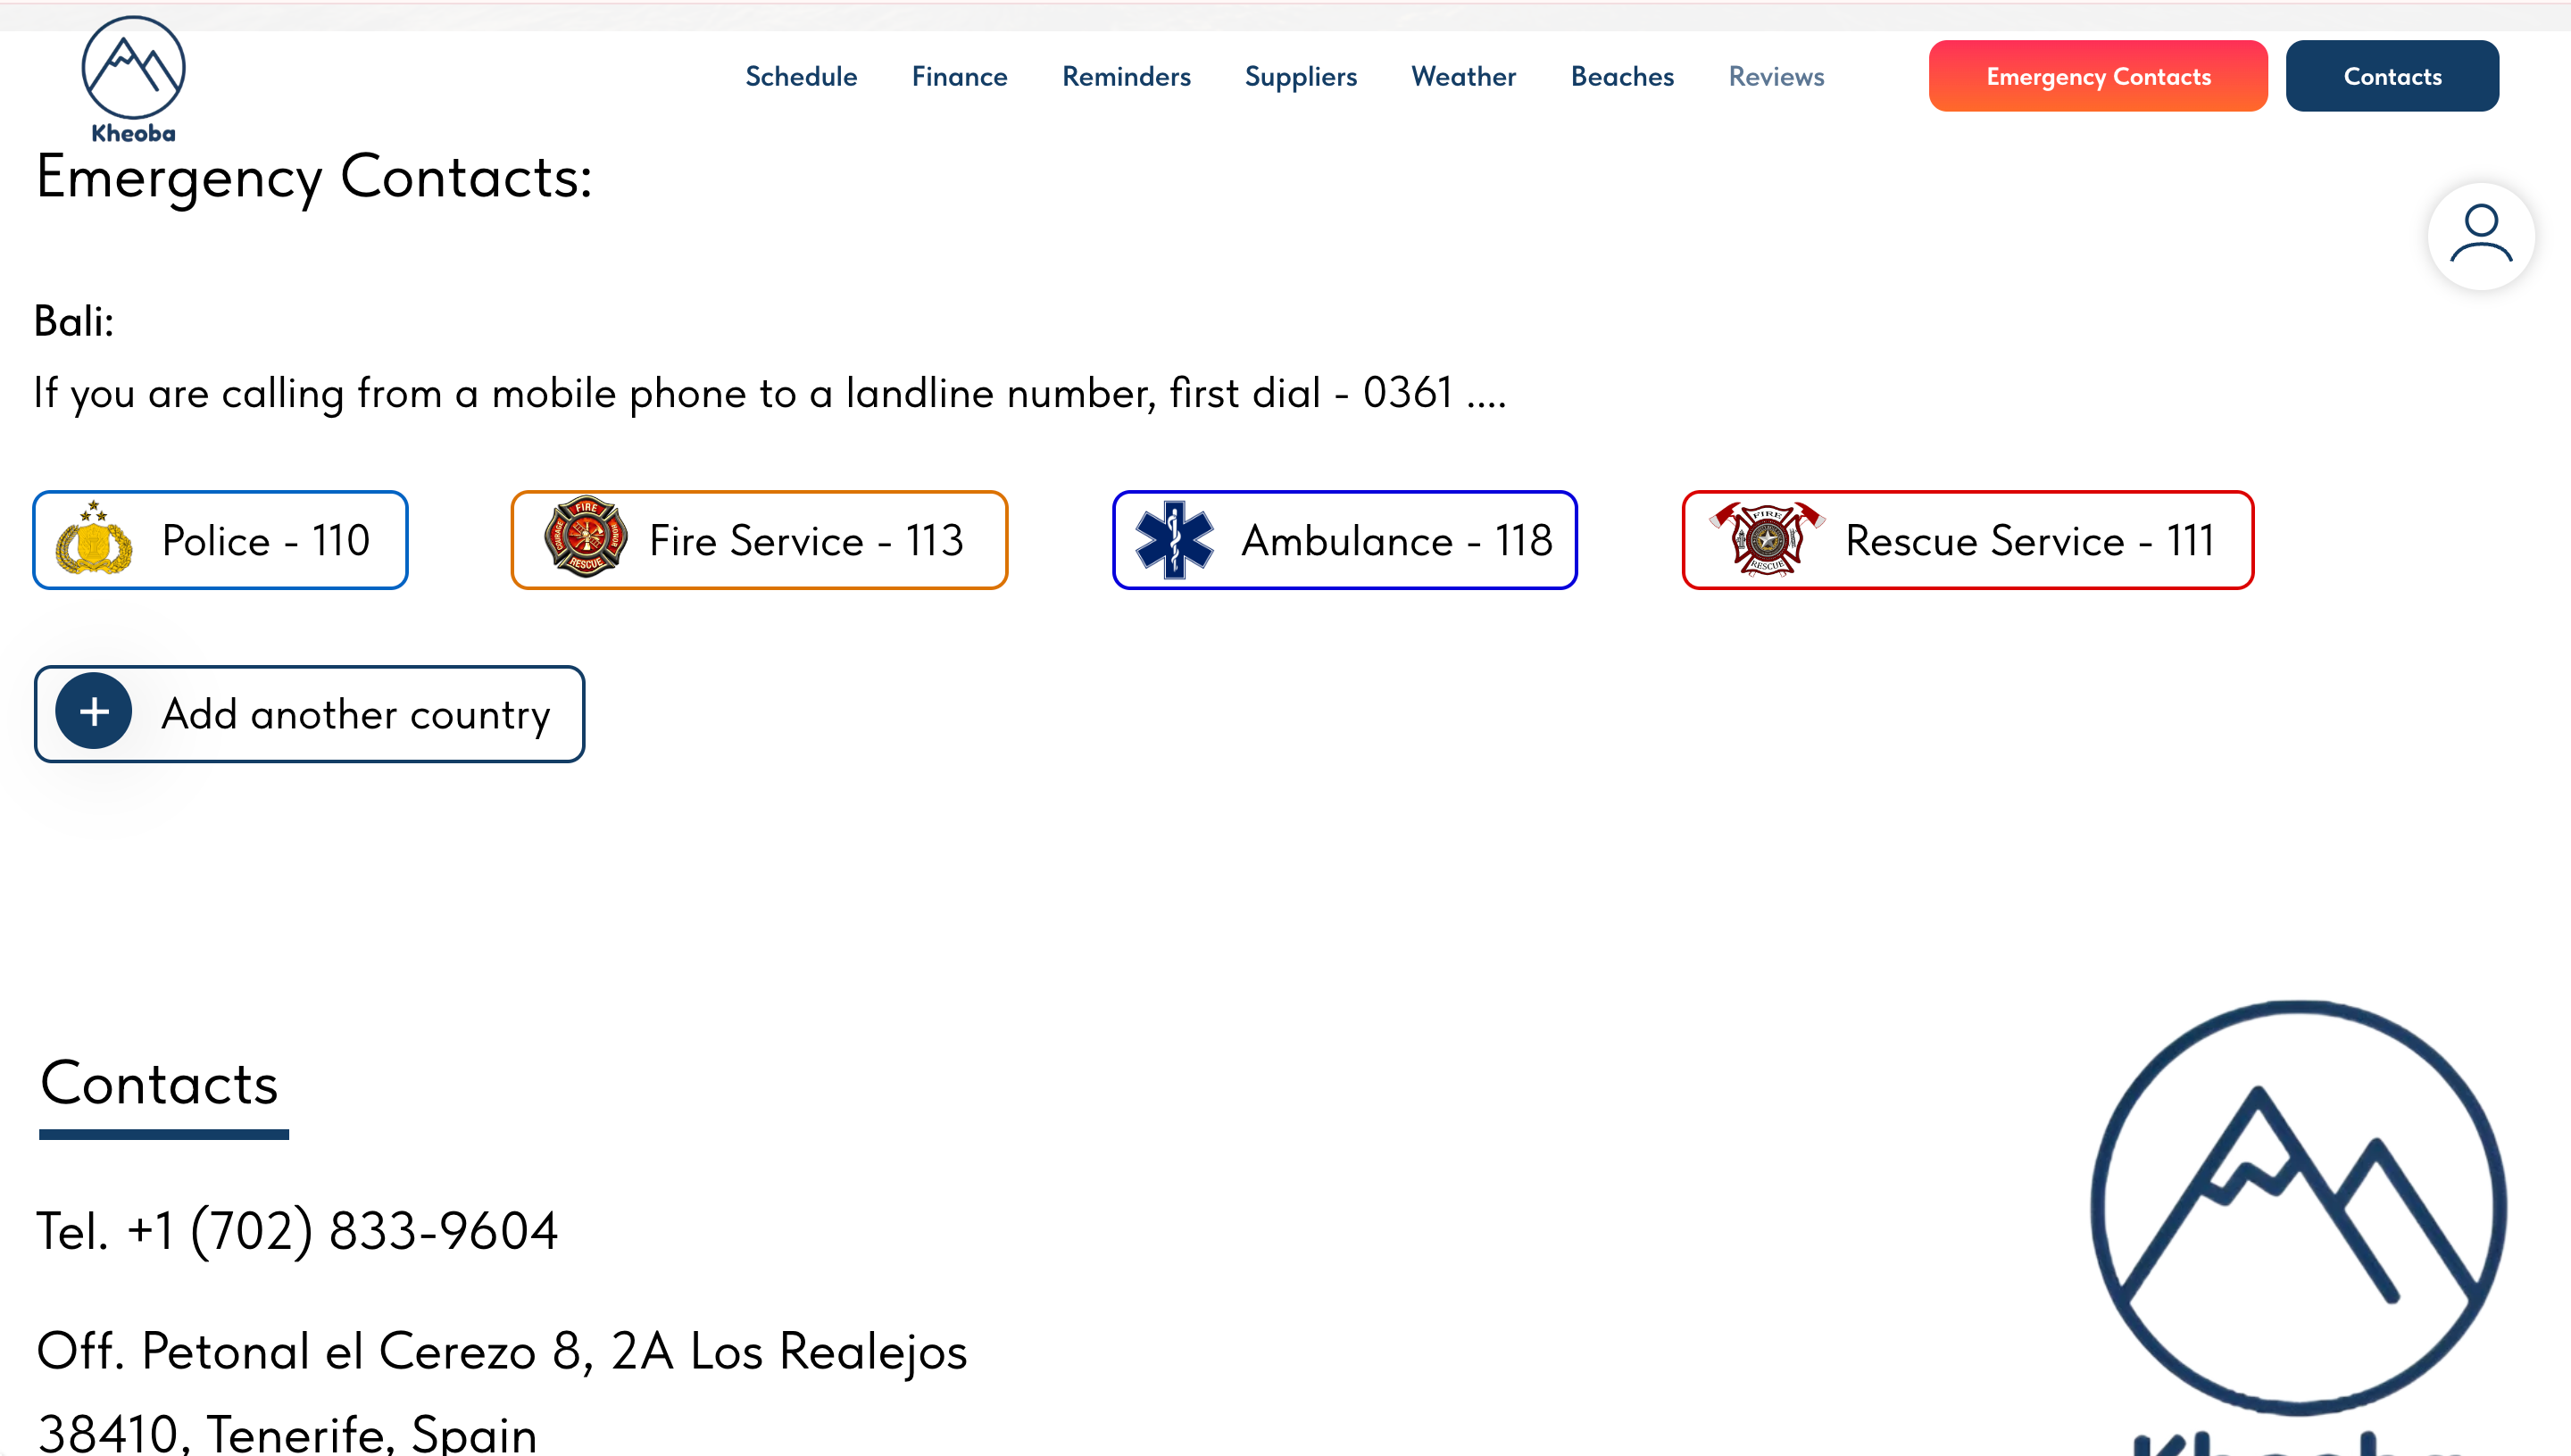 Kheoba
Schedule Finance Reminders Suppliers Weather Beaches Reviews Emergency Contacts Contacts
Emergency Contacts:
Bali:
If you are calling from a mobile phone to a landline number, first dial - 0361 ....
Police - 110
FIRE
COURAGE
HONOR
RESCUE
Fire Service - 113
Ambulance - 118
FIRE
RESCUE
Rescue Service - 111
+ Add another country
Contacts
Tel. +1 (702) 833-9604
Off. Petonal el Cerezo 8, 2A Los Realejos
38410, Tenerife, Spain
Kheoba